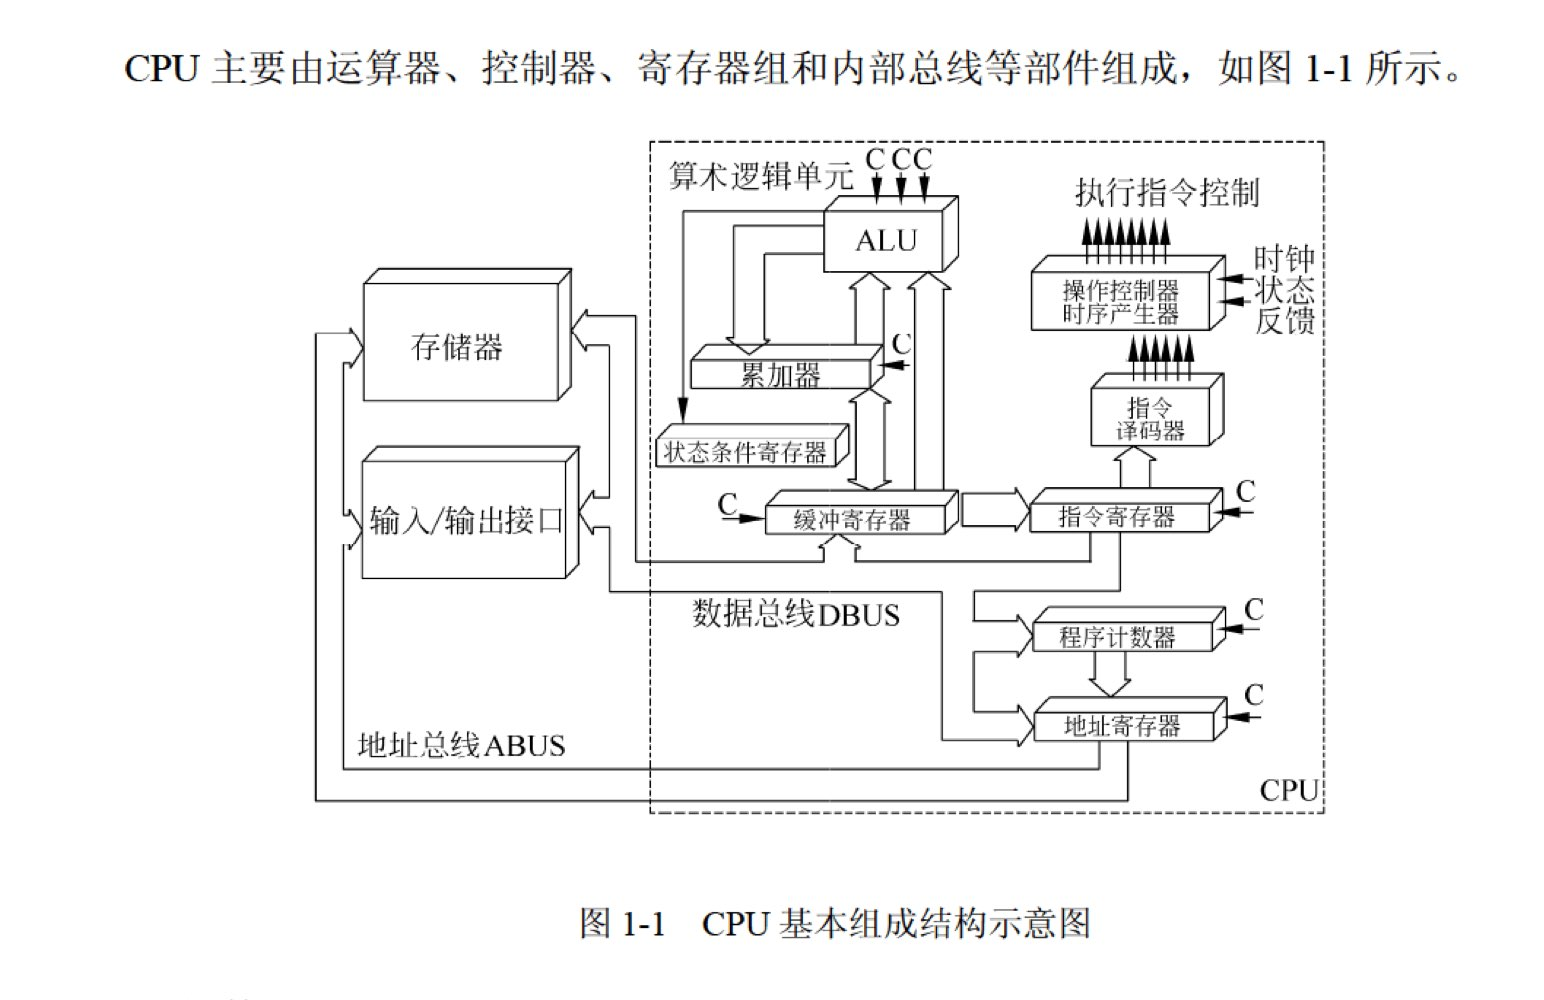 CPU 主要由运算器、控制器、寄存器组和内部总线等部件组成，如图 1-1 所示。
算术逻辑单元
C C C
ALU
执行指令控制
操作控制器
时序产生器
时钟
状态
反馈
存储器
累加器
C
指令
译码器
状态条件寄存器
输入/输出接口
C
缓冲寄存器
指令寄存器
C
数据总线DBUS
程序计数器
C
地址寄存器
C
地址总线ABUS
CPU
图 1-1 CPU 基本组成结构示意图